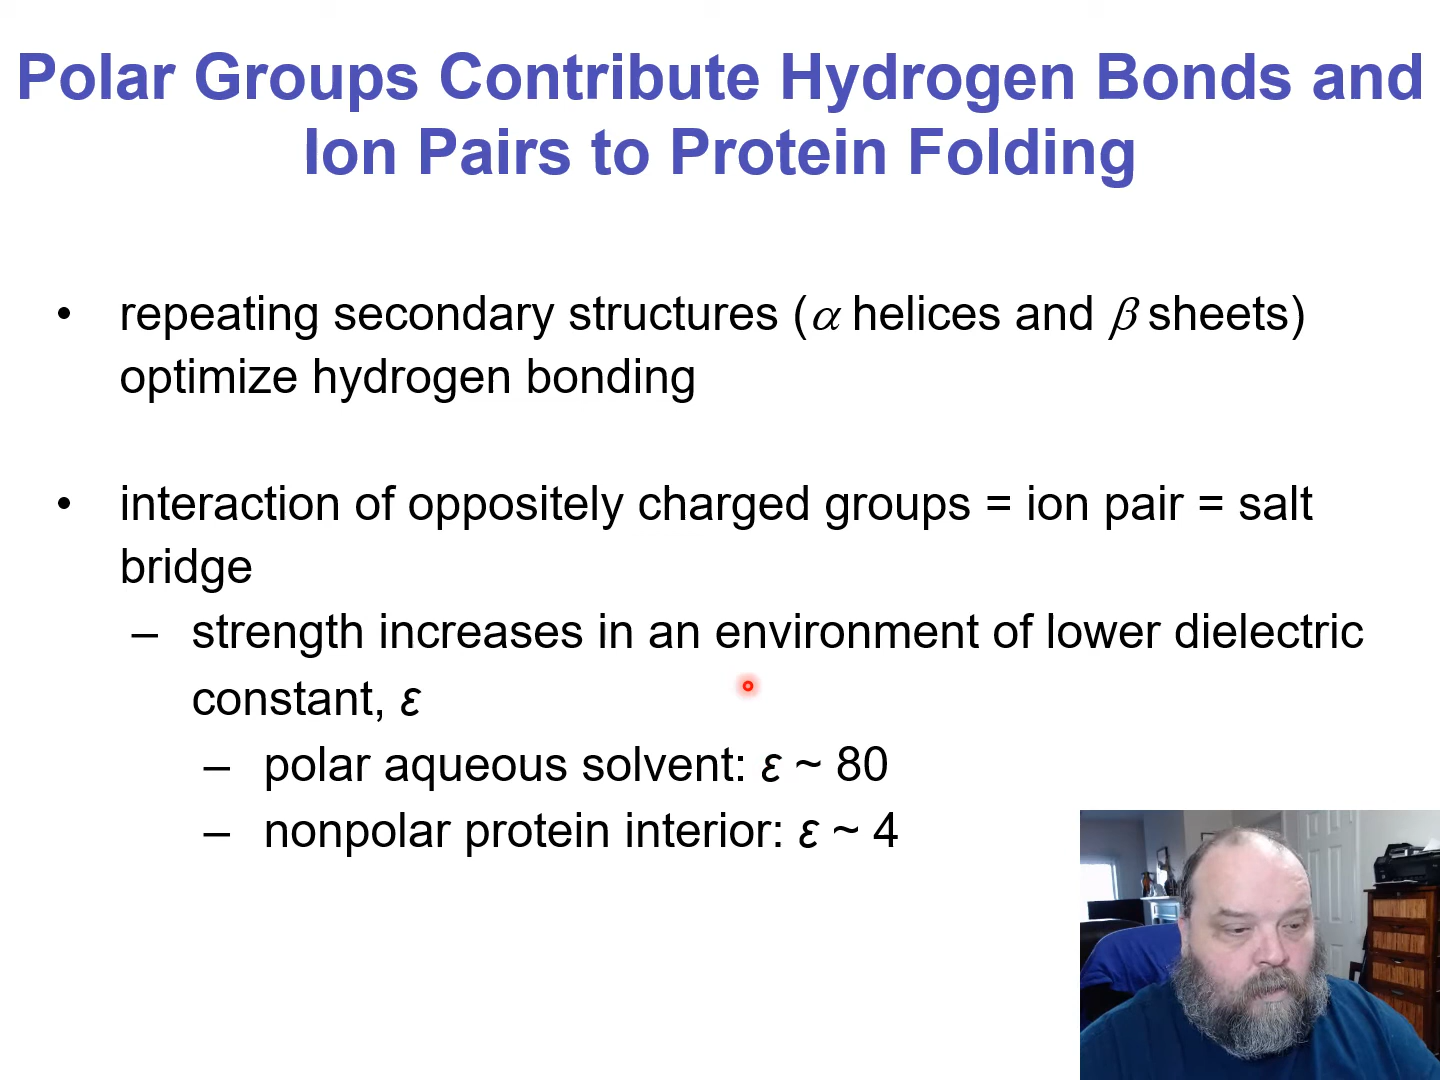 Polar Groups Contribute Hydrogen Bonds and
Ion Pairs to Protein Folding
• repeating secondary structures (α helices and β sheets)
optimize hydrogen bonding
• interaction of oppositely charged groups = ion pair = salt
bridge
– strength increases in an environment of lower dielectric
constant, ε
– polar aqueous solvent: ε ~ 80
– nonpolar protein interior: ε ~ 4